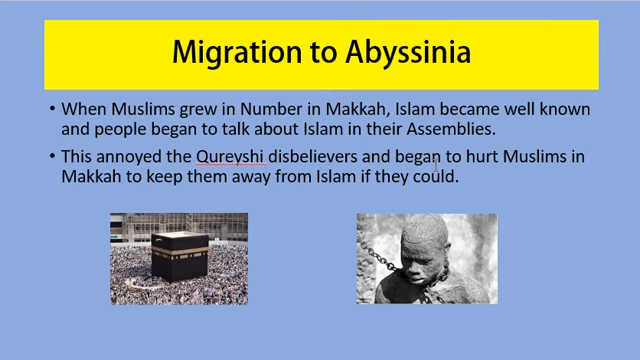 Migration to Abyssinia
• When Muslims grew in Number in Makkah, Islam became well known
and people began to talk about Islam in their Assemblies.
• This annoyed the Qureyshi disbelievers and began to hurt Muslims in
Makkah to keep them away from Islam if they could.